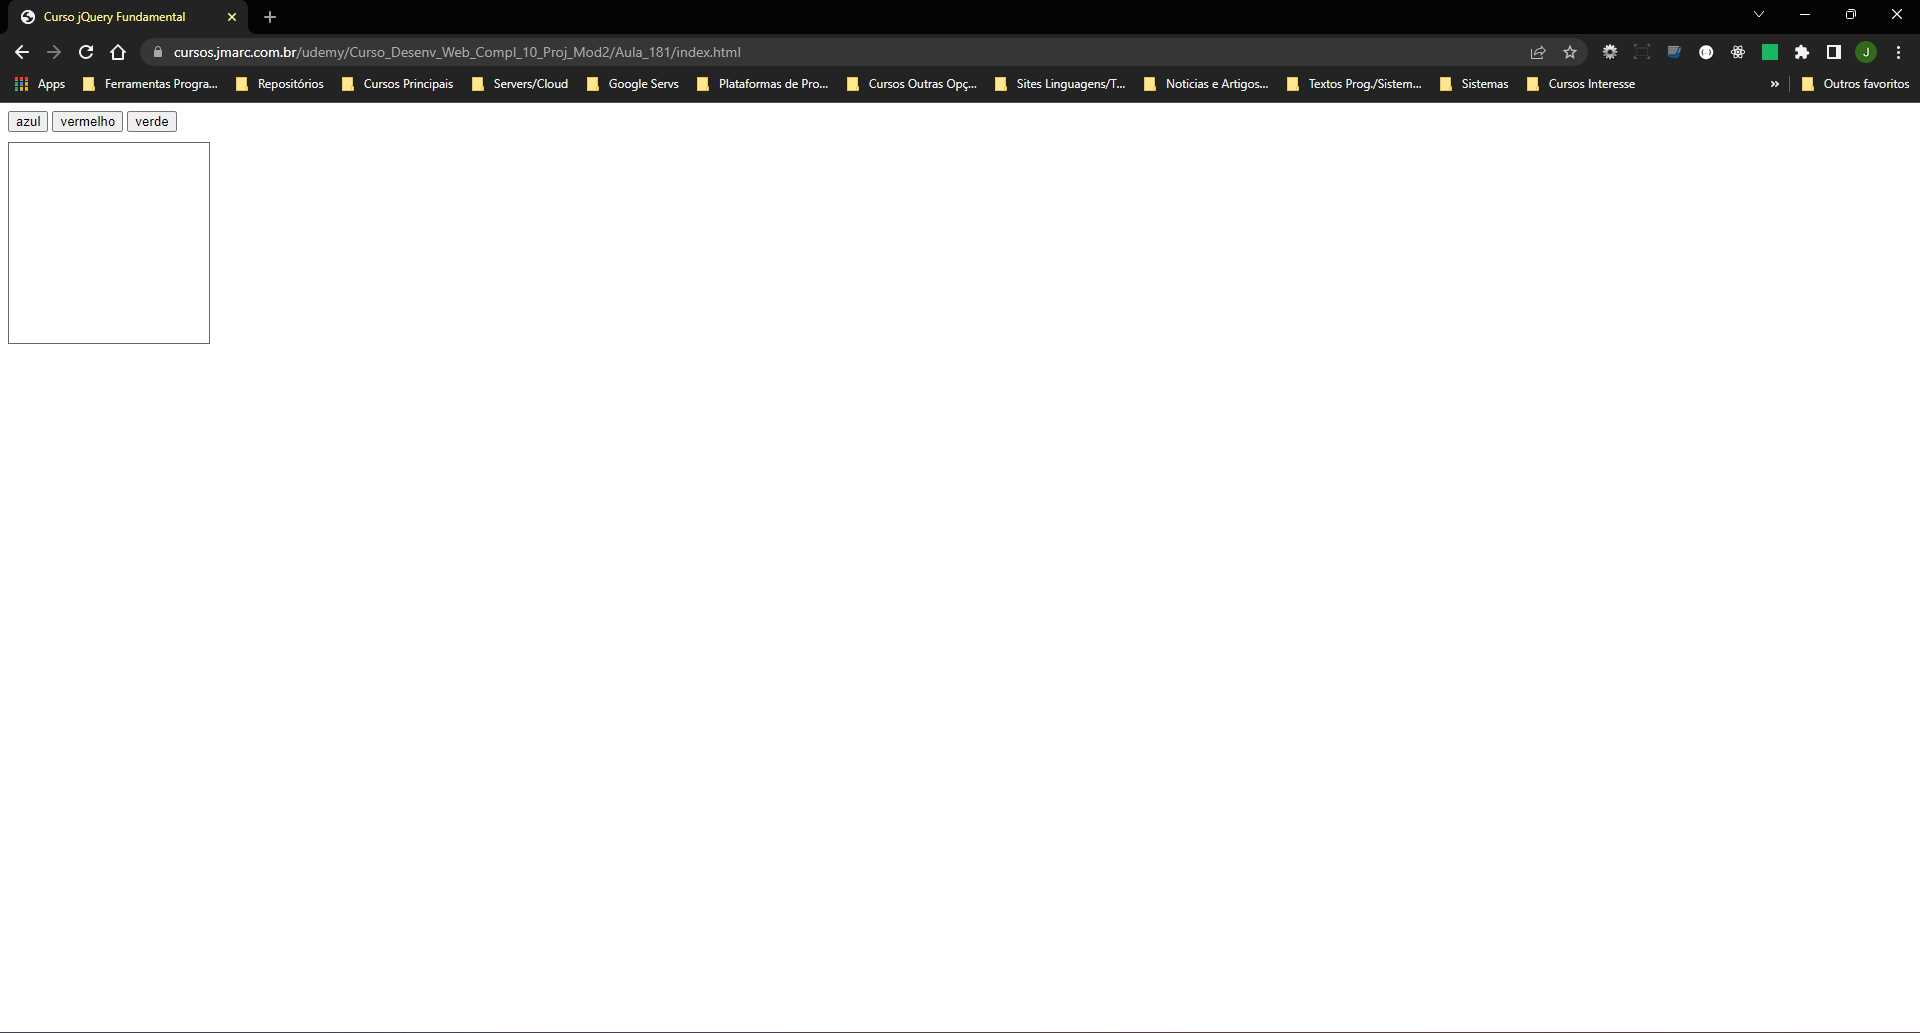 Curso jQuery Fundamental
cursos.jmarc.com.br/udemy/Curso_Desenv_Web_Compl_10_Proj_Mod2/Aula_181/index.html
J
Apps Ferramentas Progra... Repositórios Cursos Principais Servers/Cloud Google Servs Plataformas de Pro... Cursos Outras Opç... Sites Linguagens/T... Noticias e Artigos... Textos Prog./Sistem... Sistemas Cursos Interesse » Outros favoritos
azul vermelho verde